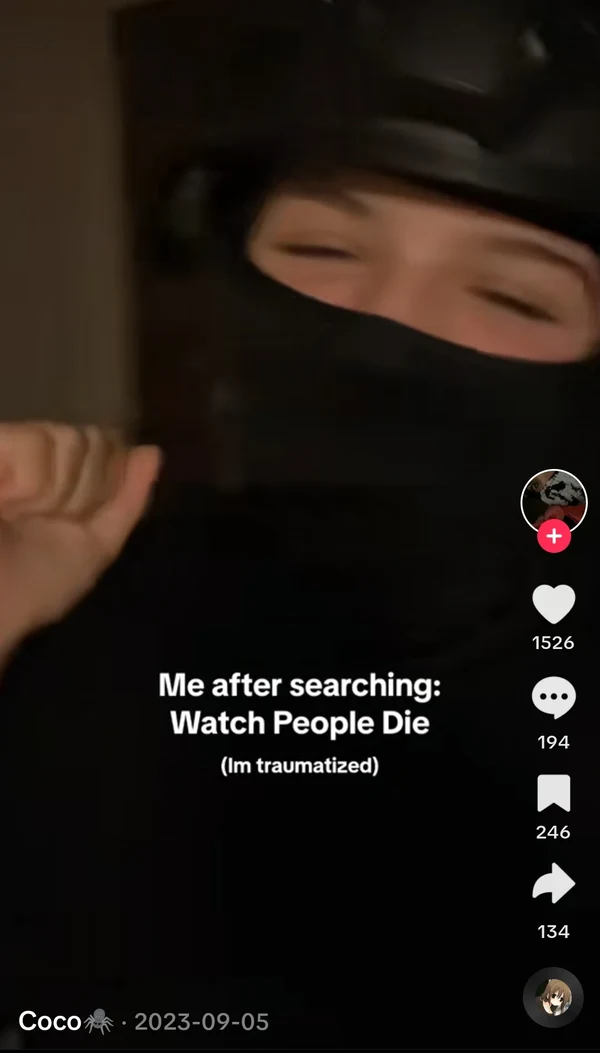 Me after searching:
Watch People Die
(Im traumatized)
1526
194
246
134
Coco🕷 · 2023-09-05